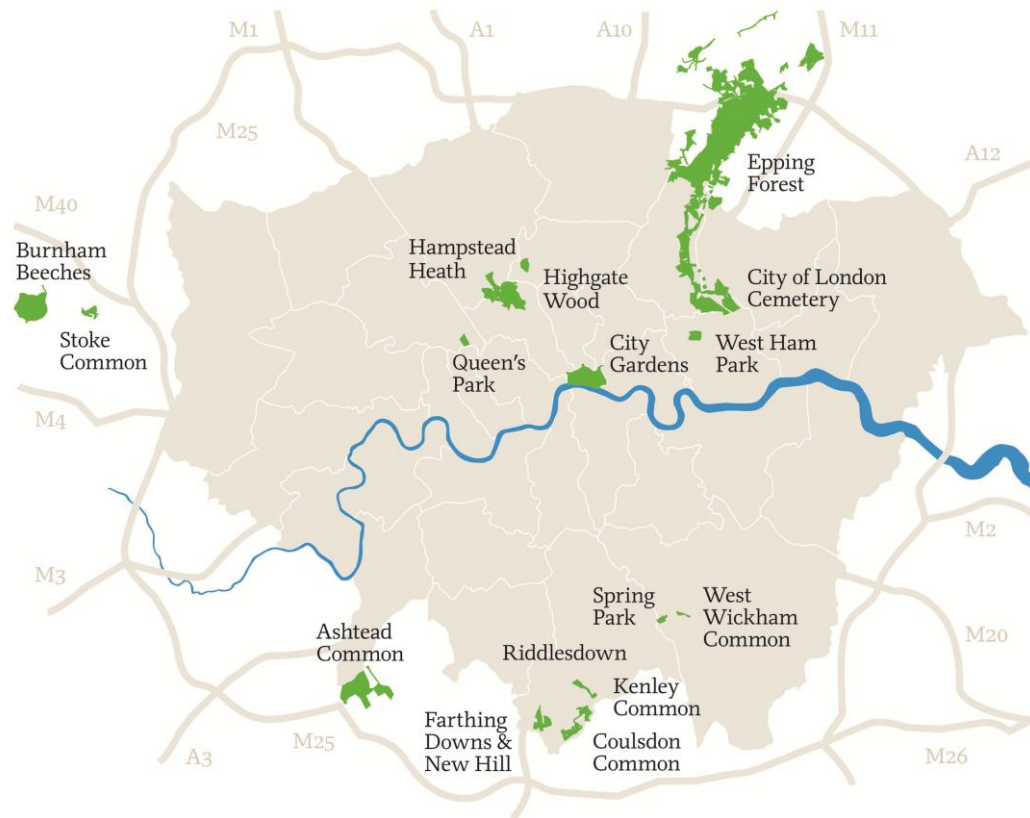 M1
A1
A10
M11
M25
A12
Epping
Forest
M40
Burnham
Beeches
Hampstead
Heath
Highgate
Wood
City of London
Cemetery
Stoke
Common
Queen's
Park
City
Gardens
West Ham
Park
M4
M2
M3
Spring
Park
West
Wickham
Common
Ashtead
Common
M20
Riddlesdown
Kenley
Common
Farthing
Downs &
New Hill
Coulsdon
Common
M25
A3
M26